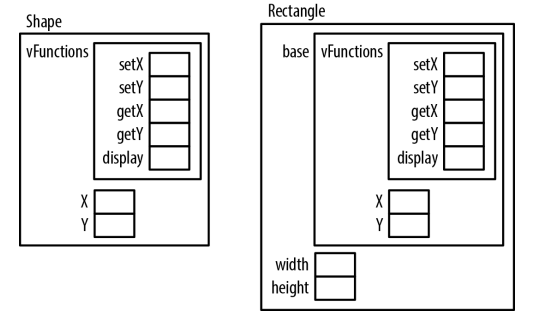 Shape
vFunctions
setX
setY
getX
getY
display
X
Y
Rectangle
base
vFunctions
setX
setY
getX
getY
display
X
Y
width
height